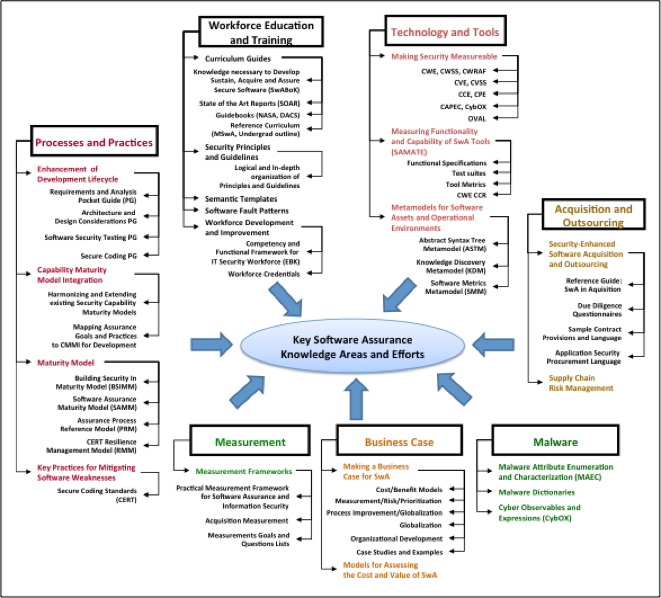 Workforce Education
and Training
Curriculum Guides
Knowledge necessary to Develop
Sustain, Acquire and Assure
Secure Software (SwABoK)
State of the Art Reports (SOAR)
Guidebooks (NASA, DACS)
Reference Curriculum
(MSwA, Undergrad outline)
Security Principles
and Guidelines
Logical and In-depth
organization of
Principles and Guidelines
Semantic Templates
Software Fault Patterns
Workforce Development
and Improvement
Competency and
Functional Framework for
IT Security Workforce (EBK)
Workforce Credentials
Technology and Tools
Making Security Measureable
CWE, CWSS, CWRAF
CVE, CVSS
CCE, CPE
CAPEC, CybOX
OVAL
Measuring Functionality
and Capability of SwA Tools
(SAMATE)
Functional Specifications
Test suites
Tool Metrics
CWE CCR
Metamodels for Software
Assets and Operational
Environments
Abstract Syntax Tree
Metamodel (ASTM)
Knowledge Discovery
Metamodel (KDM)
Software Metrics
Metamodel (SMM)
Processes and Practices
Enhancement of
Development Lifecycle
Requirements and Analysis
Pocket Guide (PG)
Architecture and
Design Considerations PG
Software Security Testing PG
Secure Coding PG
Capability Maturity
Model Integration
Harmonizing and Extending
existing Security Capability
Maturity Models
Mapping Assurance
Goals and Practices
to CMMI for Development
Maturity Model
Building Security In
Maturity Model (BSIMM)
Software Assurance
Maturity Model (SAMM)
Assurance Process
Reference Model (PRM)
CERT Resilience
Management Model (RMM)
Key Practices for Mitigating
Software Weaknesses
Secure Coding Standards
(CERT)
Acquisition and
Outsourcing
Security-Enhanced
Software Acquisition
and Outsourcing
Reference Guide:
SwA in Aquisition
Due Diligence
Questionnaires
Sample Contract
Provisions and Language
Application Security
Procurement Language
Supply Chain
Risk Management
Key Software Assurance
Knowledge Areas and Efforts
Measurement
Measurement Frameworks
Practical Measurement Framework
for Software Assurance and
Information Security
Acquisition Measurement
Measurements Goals and
Questions Lists
Business Case
Making a Business
Case for SwA
Cost/Benefit Models
Measurement/Risk/Prioritization
Process Improvement/Globalization
Globalization
Organizational Development
Case Studies and Examples
Models for Assessing
the Cost and Value of SwA
Malware
Malware Attribute Enumeration
and Characterization (MAEC)
Malware Dictionaries
Cyber Observables and
Expressions (CybOX)